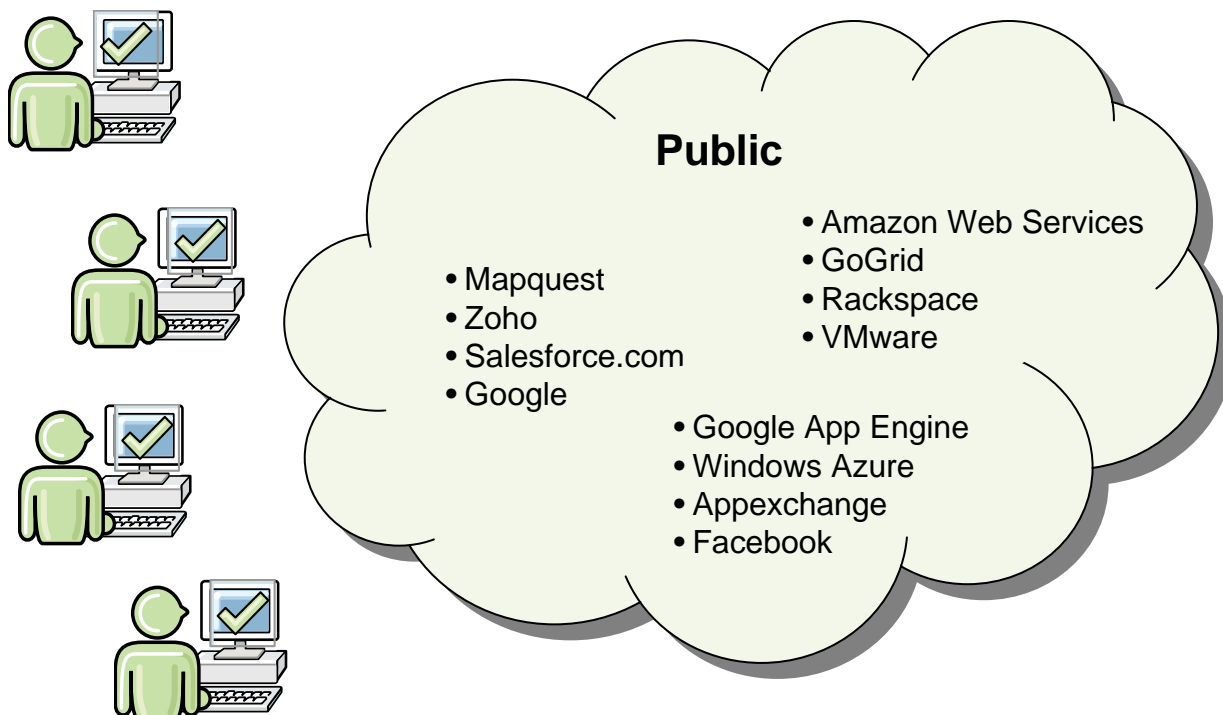 Public
• Mapquest
• Zoho
• Salesforce.com
• Google
• Amazon Web Services
• GoGrid
• Rackspace
• VMware
• Google App Engine
• Windows Azure
• Appexchange
• Facebook